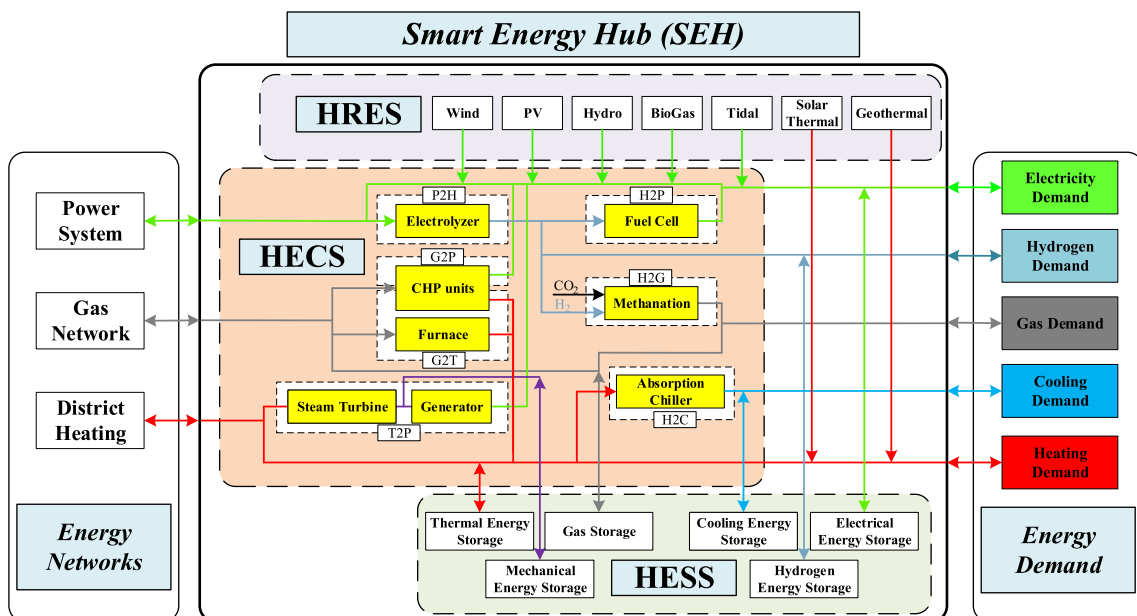 Smart Energy Hub (SEH)
HRES
Wind
PV
Hydro
BioGas
Tidal
Solar
Thermal
Geothermal
Power
System
Gas
Network
District
Heating
Energy
Networks
HECS
P2H
Electrolyzer
H2P
Fuel Cell
G2P
CHP units
Furnace
G2T
H2G
CO₂
H₂
Methanation
Steam Turbine
Generator
T2P
Absorption
Chiller
H2C
Thermal Energy
Storage
Gas Storage
Cooling Energy
Storage
Electrical
Energy Storage
Mechanical
Energy Storage
HESS
Hydrogen
Energy Storage
Electricity
Demand
Hydrogen
Demand
Gas Demand
Cooling
Demand
Heating
Demand
Energy
Demand